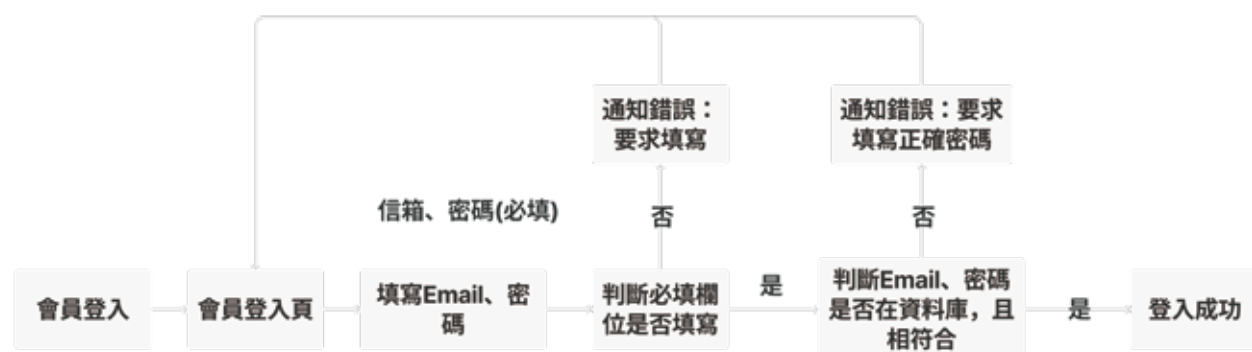 通知錯誤：
要求填寫
通知錯誤：要求
填寫正確密碼
信箱、密碼(必填)
否
否
會員登入
會員登入頁
填寫Email、密
碼
判斷必填欄
位是否填寫
是
判斷Email、密碼
是否在資料庫，且
相符合
是
登入成功